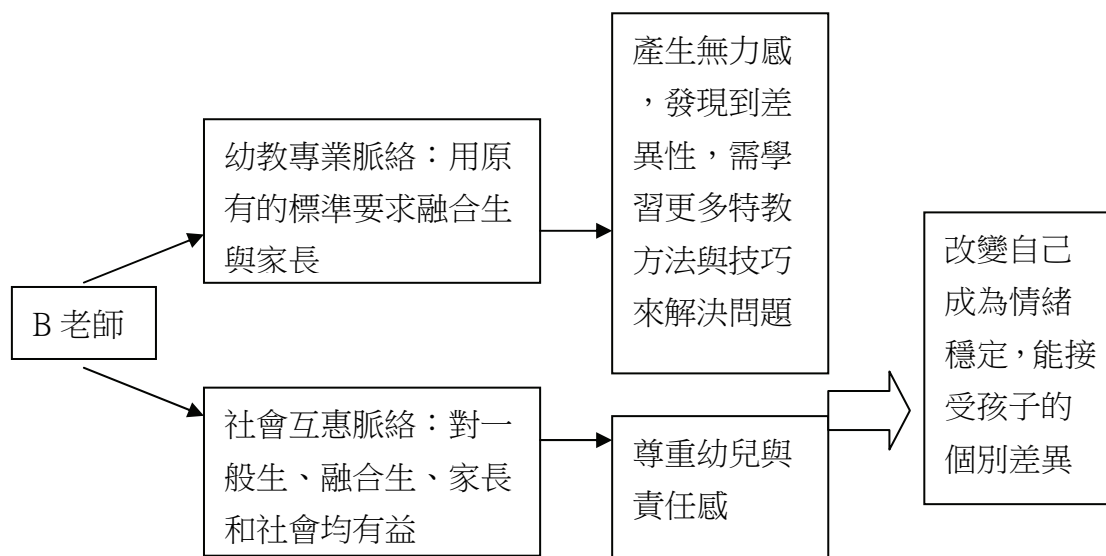 B 老師
幼教專業脈絡：用原
有的標準要求融合生
與家長
產生無力感
，發現到差
異性，需學
習更多特教
方法與技巧
來解決問題
社會互惠脈絡：對一
般生、融合生、家長
和社會均有益
尊重幼兒與
責任感
改變自己
成為情緒
穩定，能接
受孩子的
個別差異